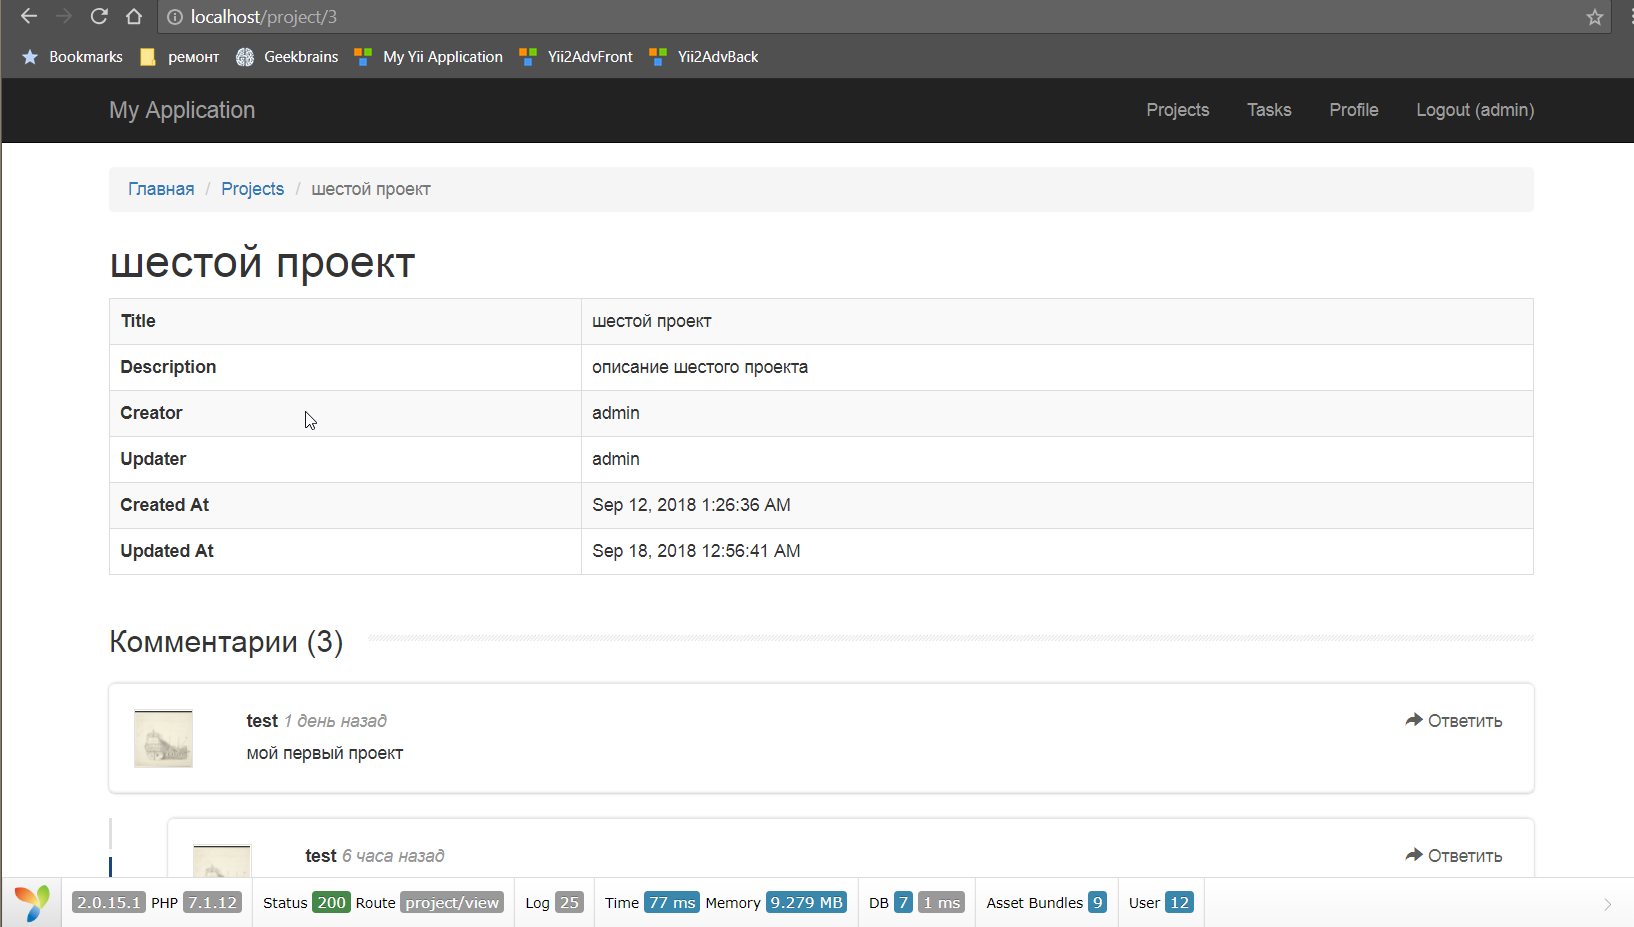 localhost/project/3
Bookmarks ремонт Geekbrains My Yii Application Yii2AdvFront Yii2AdvBack
My Application Projects Tasks Profile Logout (admin)
Главная / Projects / шестой проект
шестой проект
Title шестой проект
Description описание шестого проекта
Creator admin
Updater admin
Created At Sep 12, 2018 1:26:36 AM
Updated At Sep 18, 2018 12:56:41 AM
Комментарии (3)
test 1 день назад Ответить
мой первый проект
test 6 часа назад Ответить
2.0.15.1 PHP 7.1.12 Status 200 Route project/view Log 25 Time 77 ms Memory 9.279 MB DB 7 1 ms Asset Bundles 9 User 12